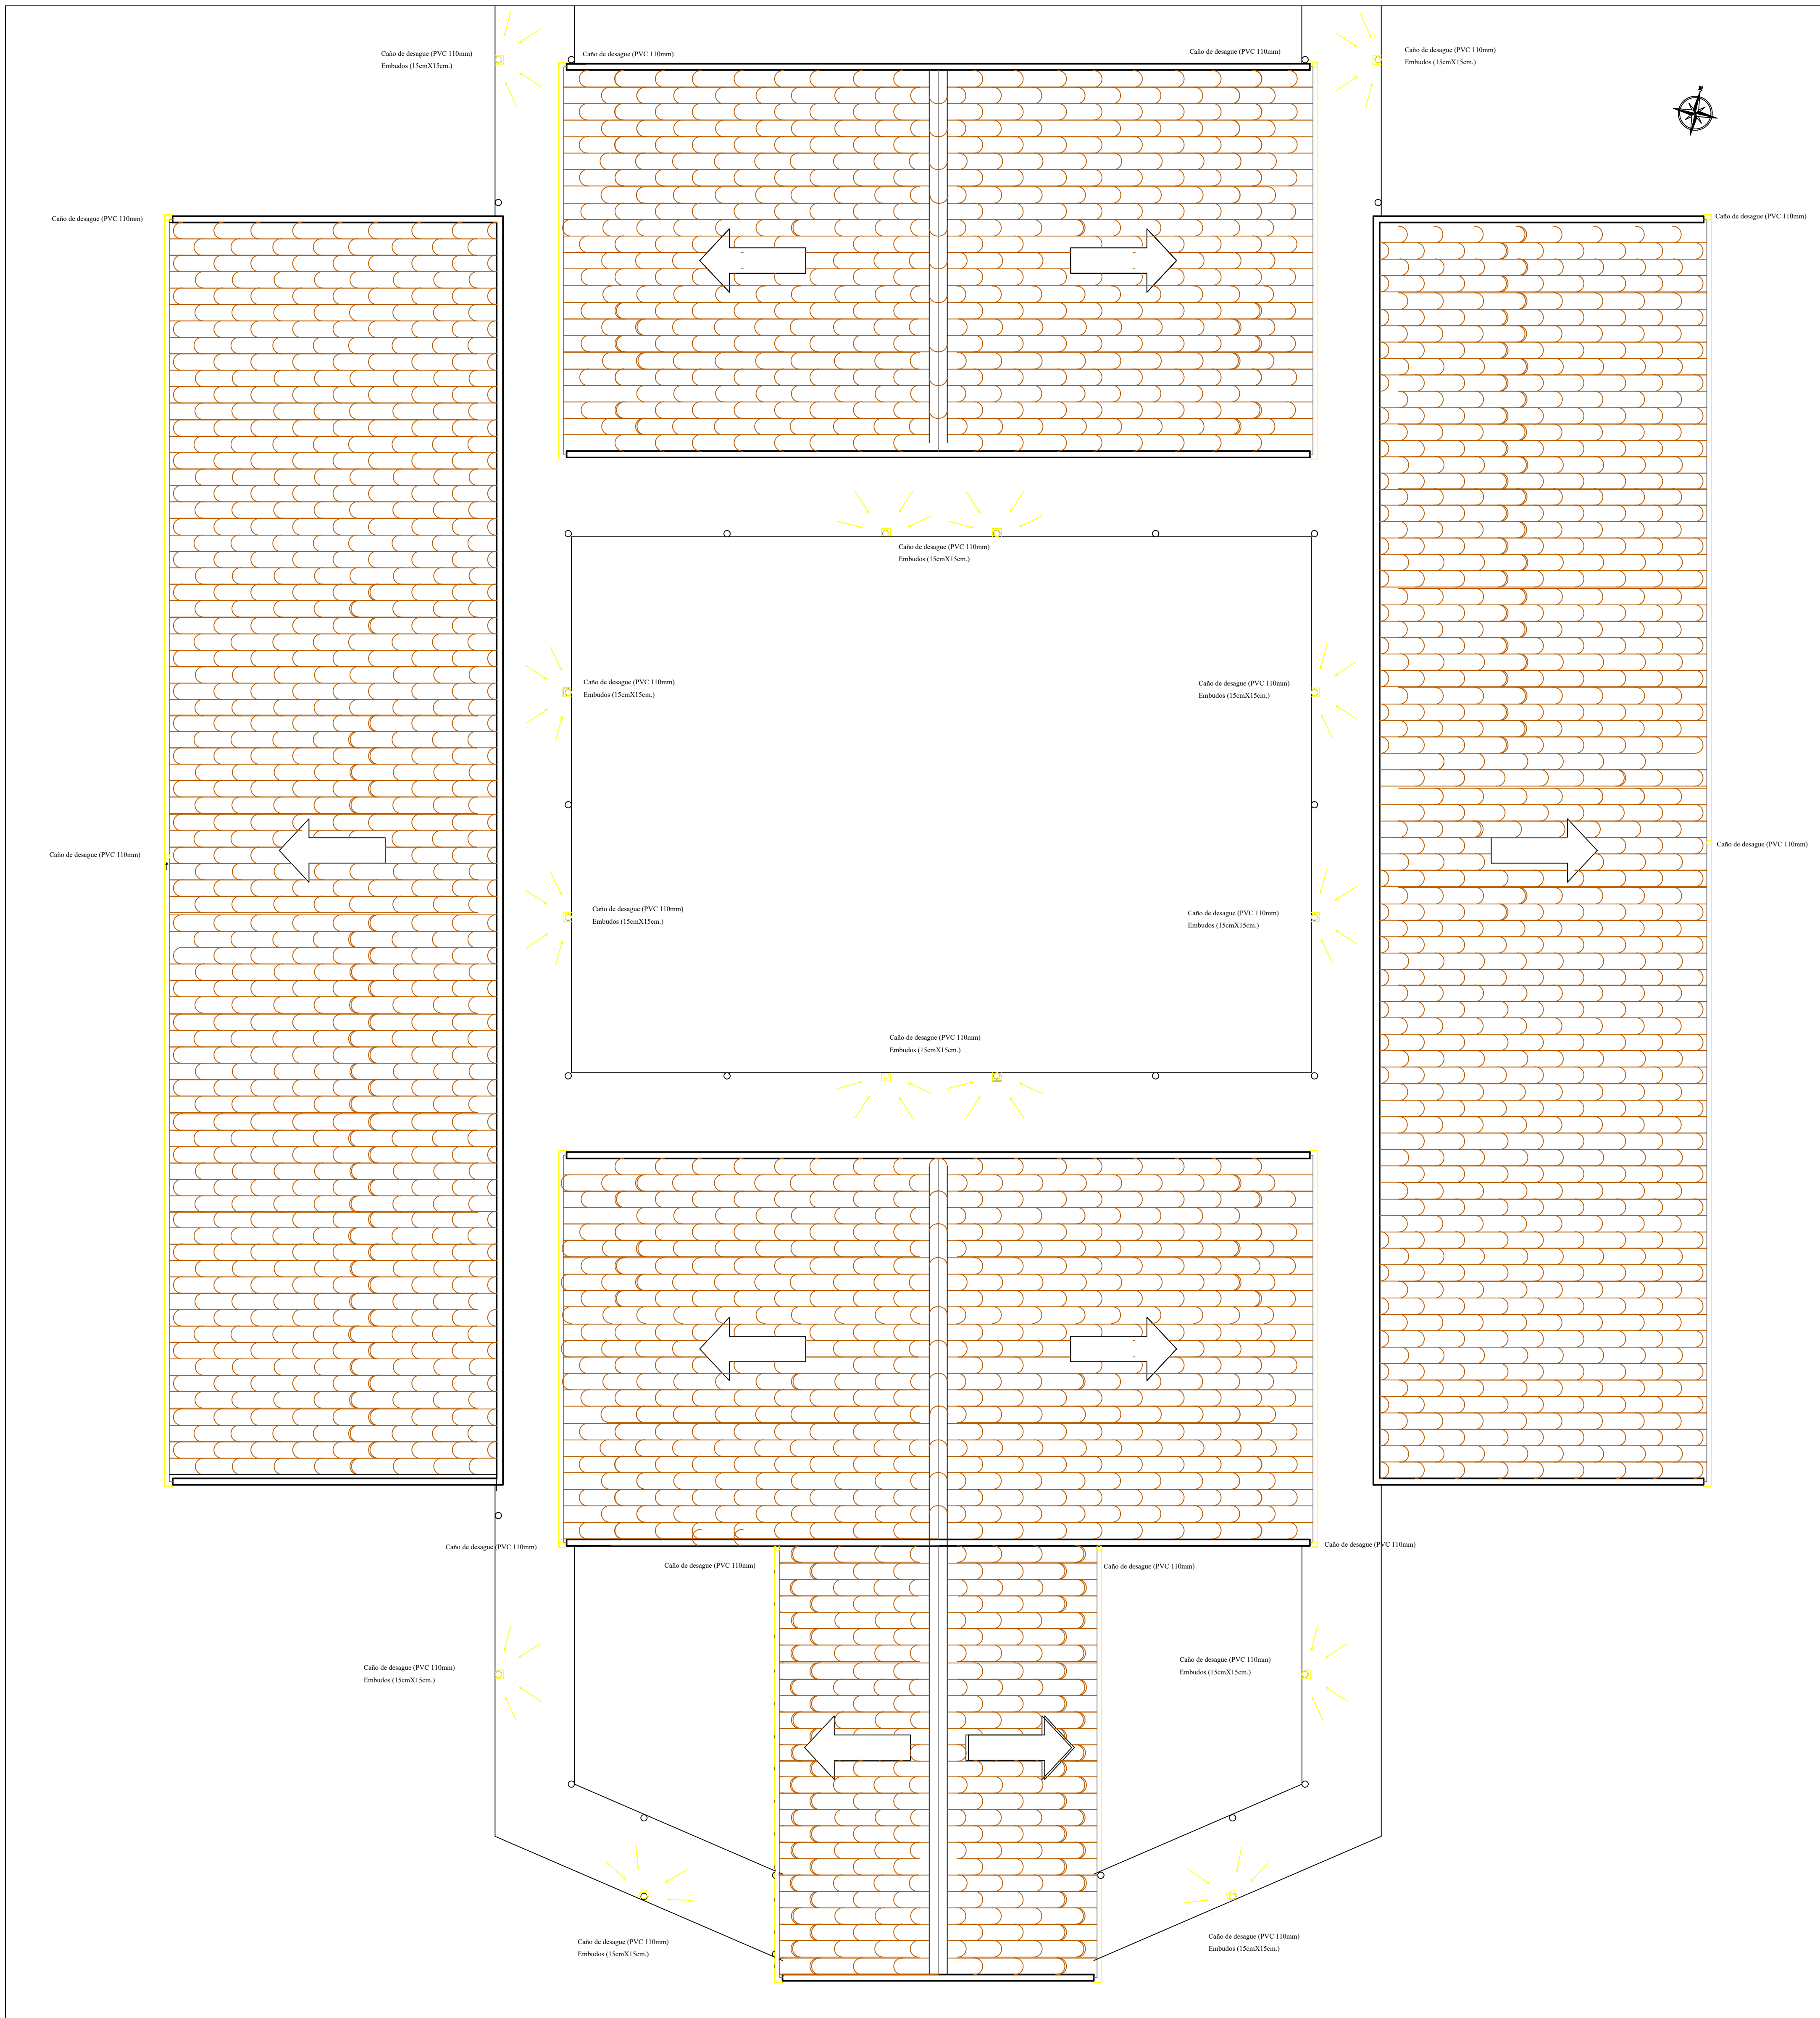 Caño de desague (PVC 110mm)
Embudos (15cmX15cm.)
Caño de desague (PVC 110mm)
Caño de desague (PVC 110mm)
Caño de desague (PVC 110mm)
Embudos (15cmX15cm.)
Caño de desague (PVC 110mm)
Caño de desague (PVC 110mm)
Caño de desague (PVC 110mm)
Embudos (15cmX15cm.)
Caño de desague (PVC 110mm)
Embudos (15cmX15cm.)
Caño de desague (PVC 110mm)
Embudos (15cmX15cm.)
Caño de desague (PVC 110mm)
Caño de desague (PVC 110mm)
Caño de desague (PVC 110mm)
Embudos (15cmX15cm.)
Caño de desague (PVC 110mm)
Embudos (15cmX15cm.)
Caño de desague (PVC 110mm)
Embudos (15cmX15cm.)
Caño de desague (PVC 110mm)
Caño de desague (PVC 110mm)
Caño de desague (PVC 110mm)
Caño de desague (PVC 110mm)
Caño de desague (PVC 110mm)
Embudos (15cmX15cm.)
Caño de desague (PVC 110mm)
Embudos (15cmX15cm.)
Caño de desague (PVC 110mm)
Embudos (15cmX15cm.)
Caño de desague (PVC 110mm)
Embudos (15cmX15cm.)